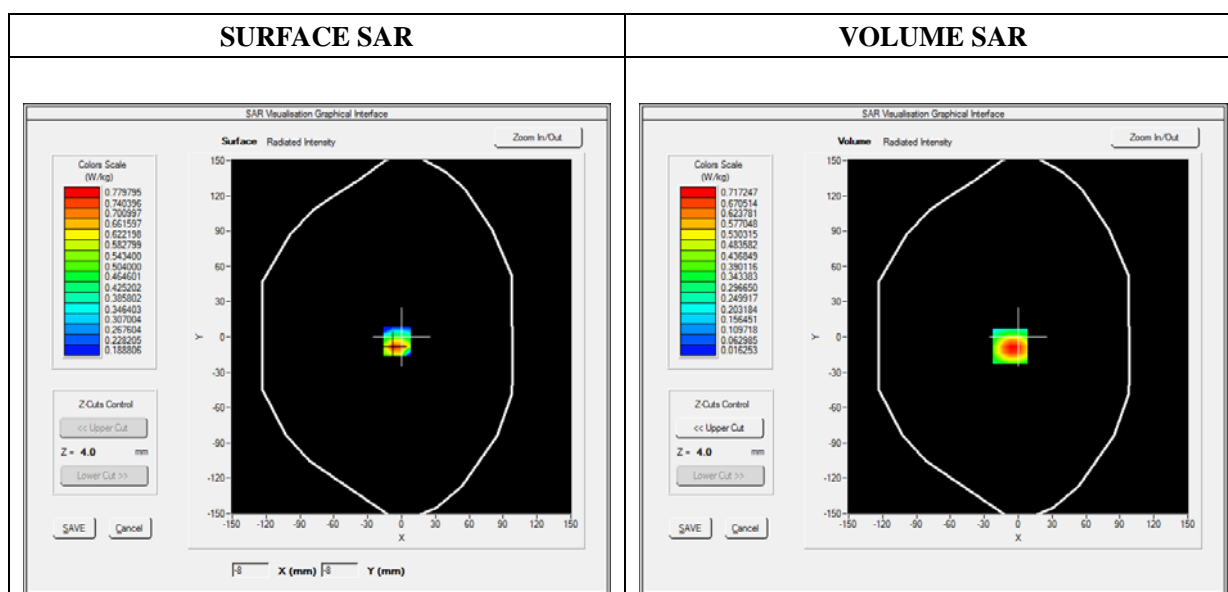 SURFACE SAR
VOLUME SAR
SAR Visualisation Graphical Interface
Surface Radiated Intensity
Zoom In/Out
Colors Scale
(W/kg)
0.779795
0.740396
0.700997
0.661597
0.622198
0.582799
0.543400
0.504000
0.464601
0.425202
0.385802
0.346403
0.307004
0.267604
0.228205
0.188806
Z-Cuts Control
<< Upper Cut
Z = 4.0 mm
Lower Cut >>
SAVE Cancel
150
120
90
60
30
0
-30
-60
-90
-120
-150
Y
-150 -120 -90 -60 -30 0 30 60 90 120 150
X
-8 X (mm) -8 Y (mm)
SAR Visualisation Graphical Interface
Volume Radiated Intensity
Zoom In/Out
Colors Scale
(W/kg)
0.717247
0.670514
0.623781
0.577048
0.530315
0.483582
0.436849
0.390116
0.343383
0.296650
0.249917
0.203184
0.156451
0.109718
0.062985
0.016253
Z-Cuts Control
<< Upper Cut
Z = 4.0 mm
Lower Cut >>
SAVE Cancel
150
120
90
60
30
0
-30
-60
-90
-120
-150
Y
-150 -120 -90 -60 -30 0 30 60 90 120 150
X